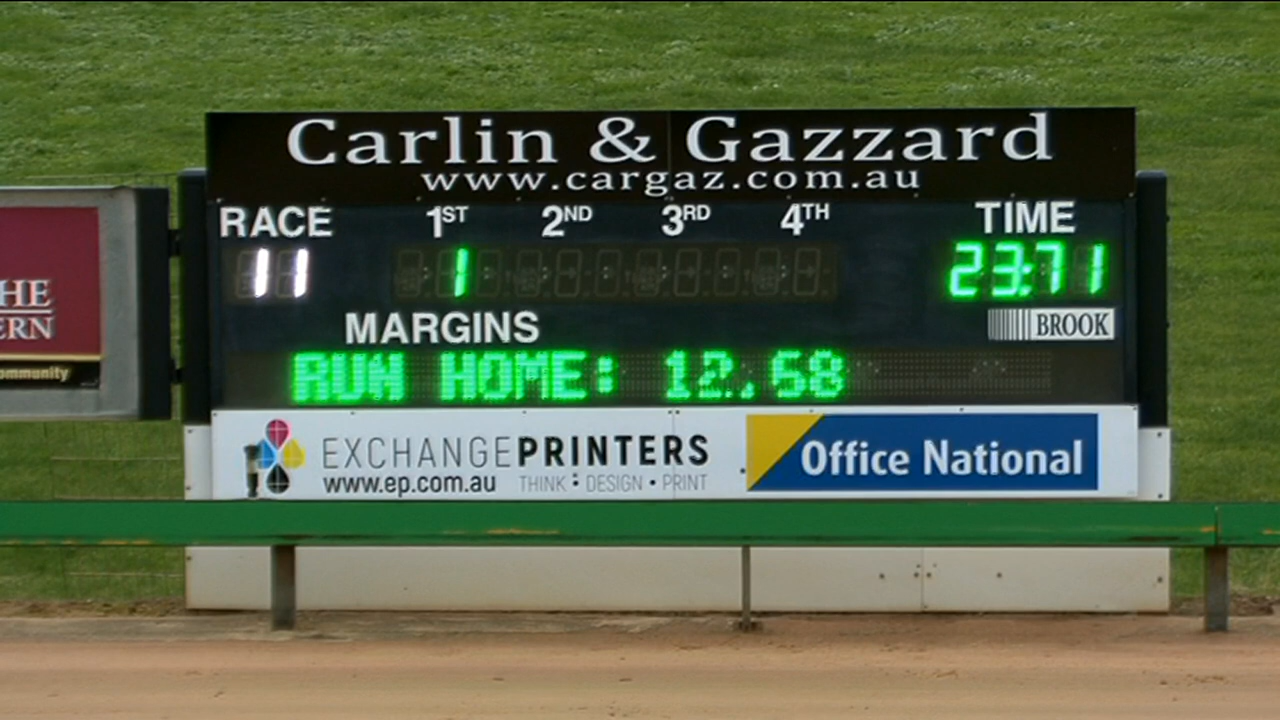 Carlin & Gazzard
www.cargaz.com.au
RACE 1ST 2ND 3RD 4TH TIME
11 1 23:71
MARGINS BROOK
RUN HOME: 12.58
EXCHANGEPRINTERS
www.ep.com.au THINK : DESIGN • PRINT
Office National
HE
ERN
ommunity